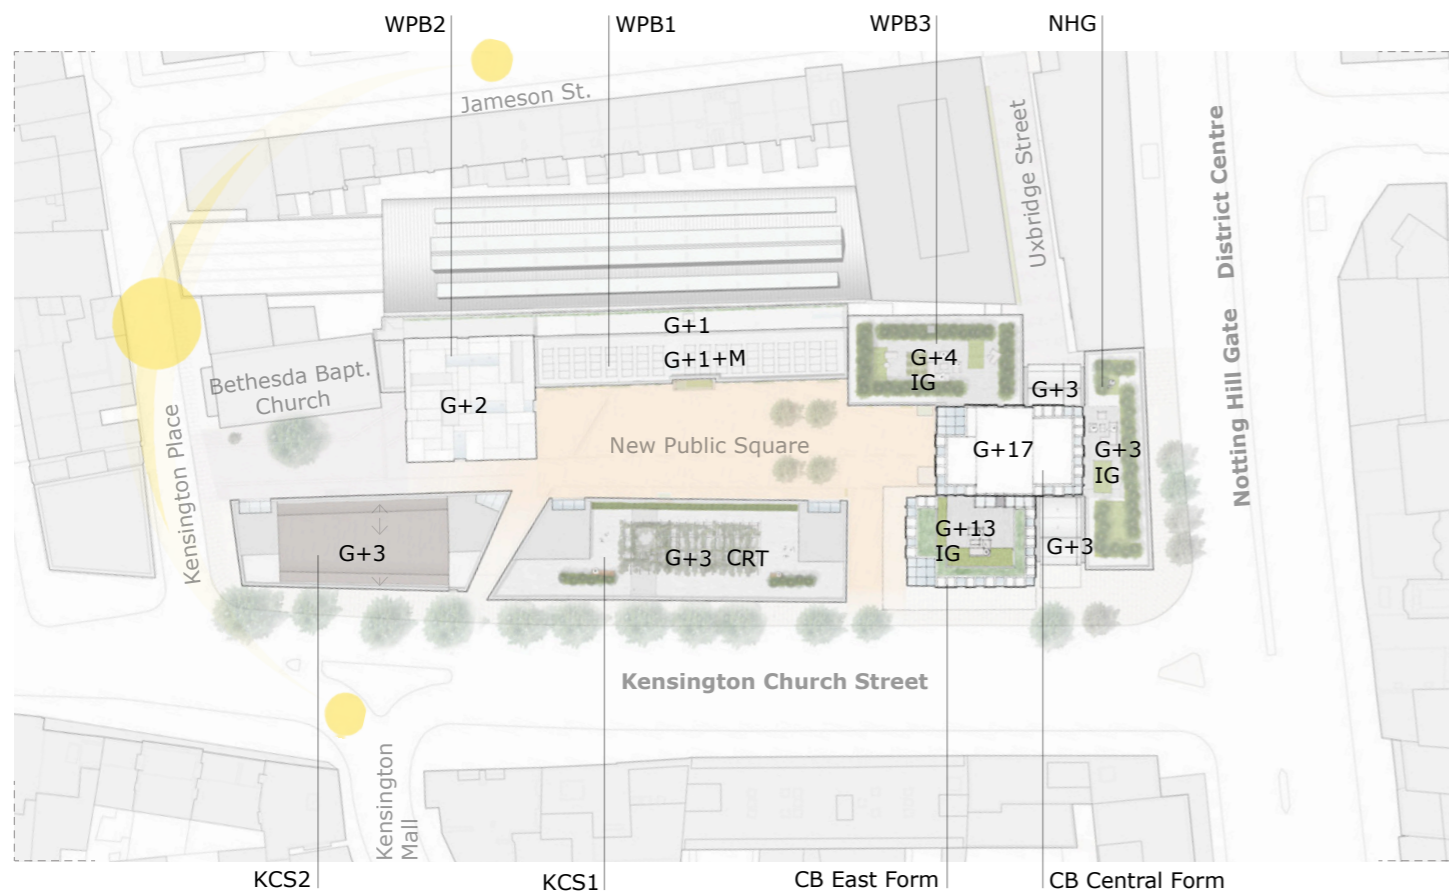 WPB2
WPB1
WPB3
NHG
Jameson St.
Uxbridge Street
Notting Hill Gate District Centre
G+1
G+1+M
G+4
IG
Bethesda Bapt.
Church
G+2
G+3
New Public Square
G+17
G+3
IG
Kensington Place
G+3
G+3 CRT
G+13
IG
G+3
Kensington Church Street
Kensington
Mall
KCS2
KCS1
CB East Form
CB Central Form